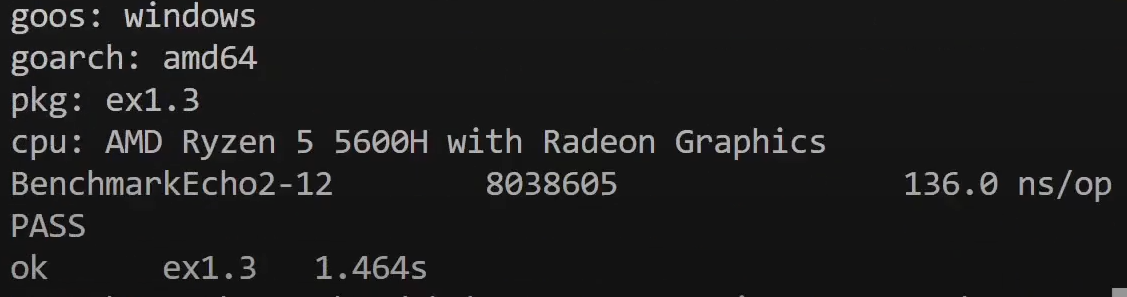 goos: windows
goarch: amd64
pkg: ex1.3
cpu: AMD Ryzen 5 5600H with Radeon Graphics
BenchmarkEcho2-12 8038605 136.0 ns/op
PASS
ok ex1.3 1.464s